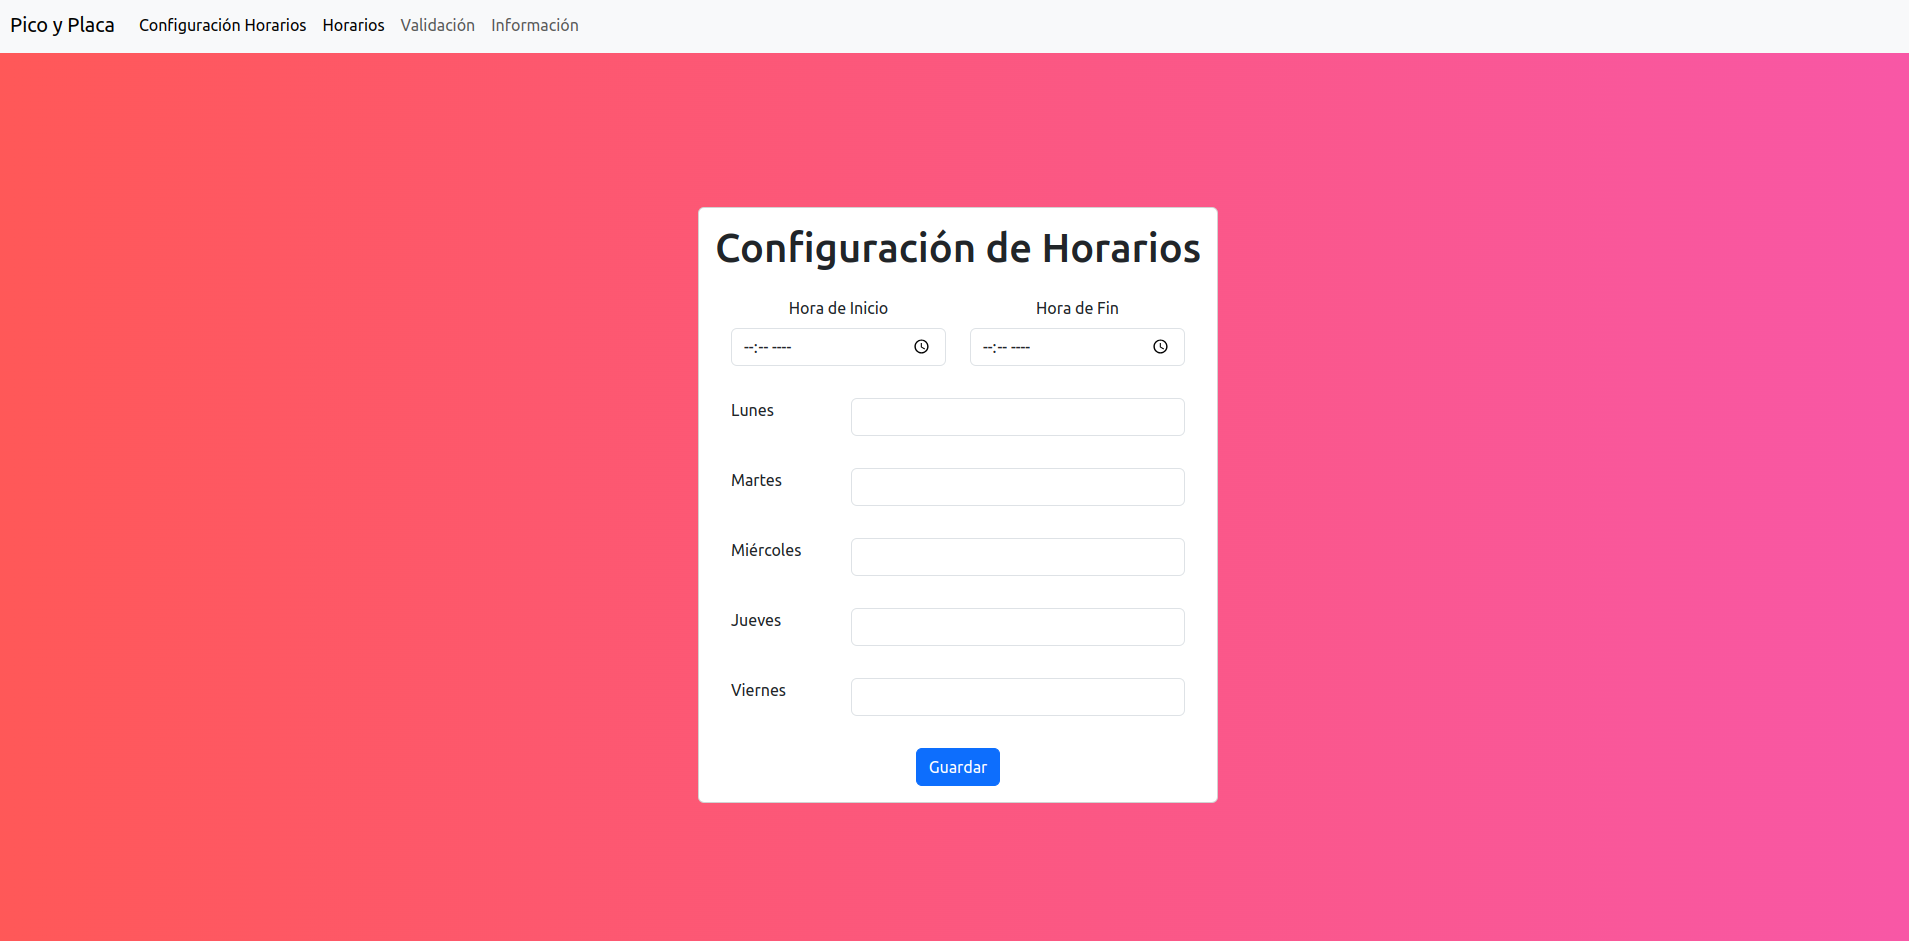 Pico y Placa Configuración Horarios Horarios Validación Información
Configuración de Horarios
Hora de Inicio Hora de Fin
--:-- ---- --:-- ----
Lunes
Martes
Miércoles
Jueves
Viernes
Guardar